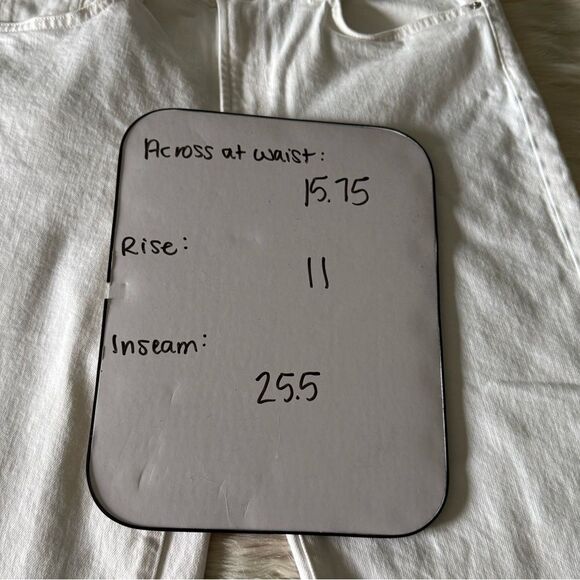 Across at waist:
15.75
Rise:
11
Inseam:
25.5